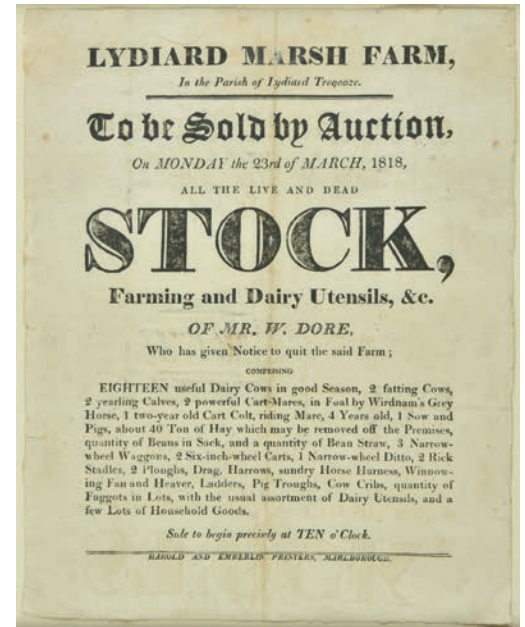 LYDIARD MARSH FARM,
In the Parish of Lydiard Tregooze.
To be Sold by Auction,
On MONDAY the 23rd of MARCH, 1818,
ALL THE LIVE AND DEAD
STOCK,
Farming and Dairy Utensils, &c.
OF MR. W. DORE,
Who has given Notice to quit the said Farm ;
COMPRISING
EIGHTEEN useful Dairy Cows in good Season, 2 fatting Cows,
2 yearling Calves, 2 powerful Cart-Mares, in Foal by Wirdnam's Grey
Horse, 1 two-year old Cart Colt, riding Mare, 4 Years old, 1 Sow and
Pigs, about 40 Ton of Hay which may be removed off the Premises,
quantity of Beans in Sack, and a quantity of Bean Straw, 3 Narrow-
wheel Waggons, 2 Six-inch-wheel Carts, 1 Narrow-wheel Ditto, 2 Rick
Stadles, 2 Ploughs, Drag, Harrows, sundry Horse Harness, Winnow-
ing Fan and Heaver, Ladders, Pig Troughs, Cow Cribs, quantity of
Faggots in Lots, with the usual assortment of Dairy Utensils, and a
few Lots of Household Goods.
Sale to begin precisely at TEN o'Clock.
HAROLD AND EMBERLIN PRINTERS, MARLBOROUGH.